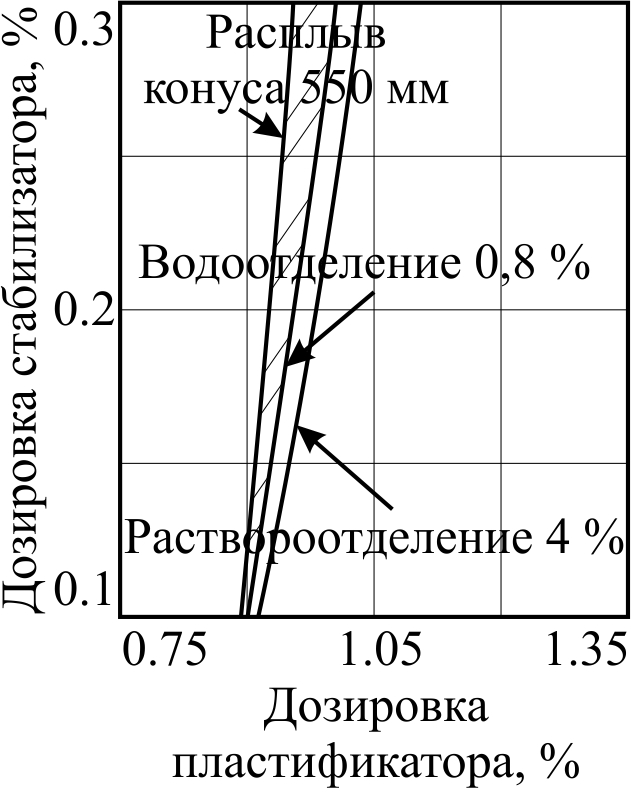 Дозировка стабилизатора, %
0.3
Расплыв
конуса 550 мм
Водоотделение 0,8 %
0.2
Раствороотделение 4 %
0.1
0.75 1.05 1.35
Дозировка
пластификатора, %